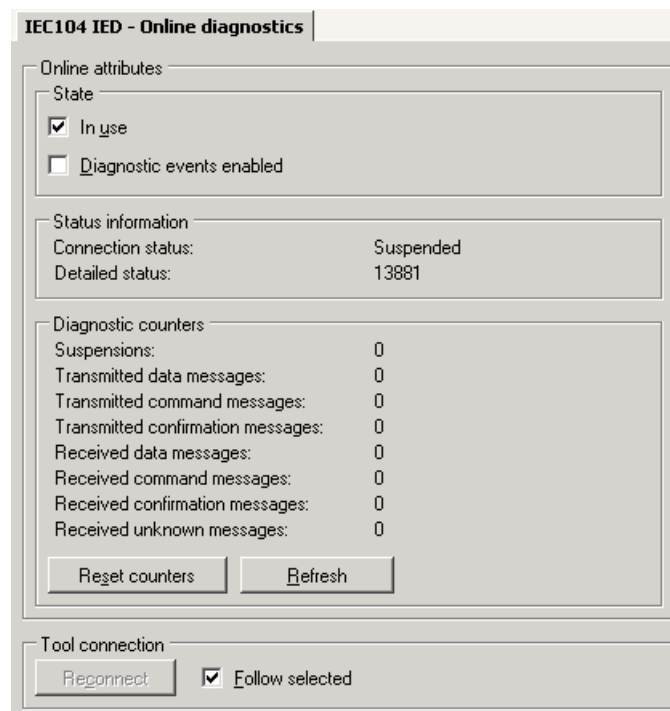 IEC104 IED - Online diagnostics
Online attributes
State
In use
Diagnostic events enabled
Status information
Connection status: Suspended
Detailed status: 13881
Diagnostic counters
Suspensions: 0
Transmitted data messages: 0
Transmitted command messages: 0
Transmitted confirmation messages: 0
Received data messages: 0
Received command messages: 0
Received confirmation messages: 0
Received unknown messages: 0
Reset counters Refresh
Tool connection
Reconnect Follow selected